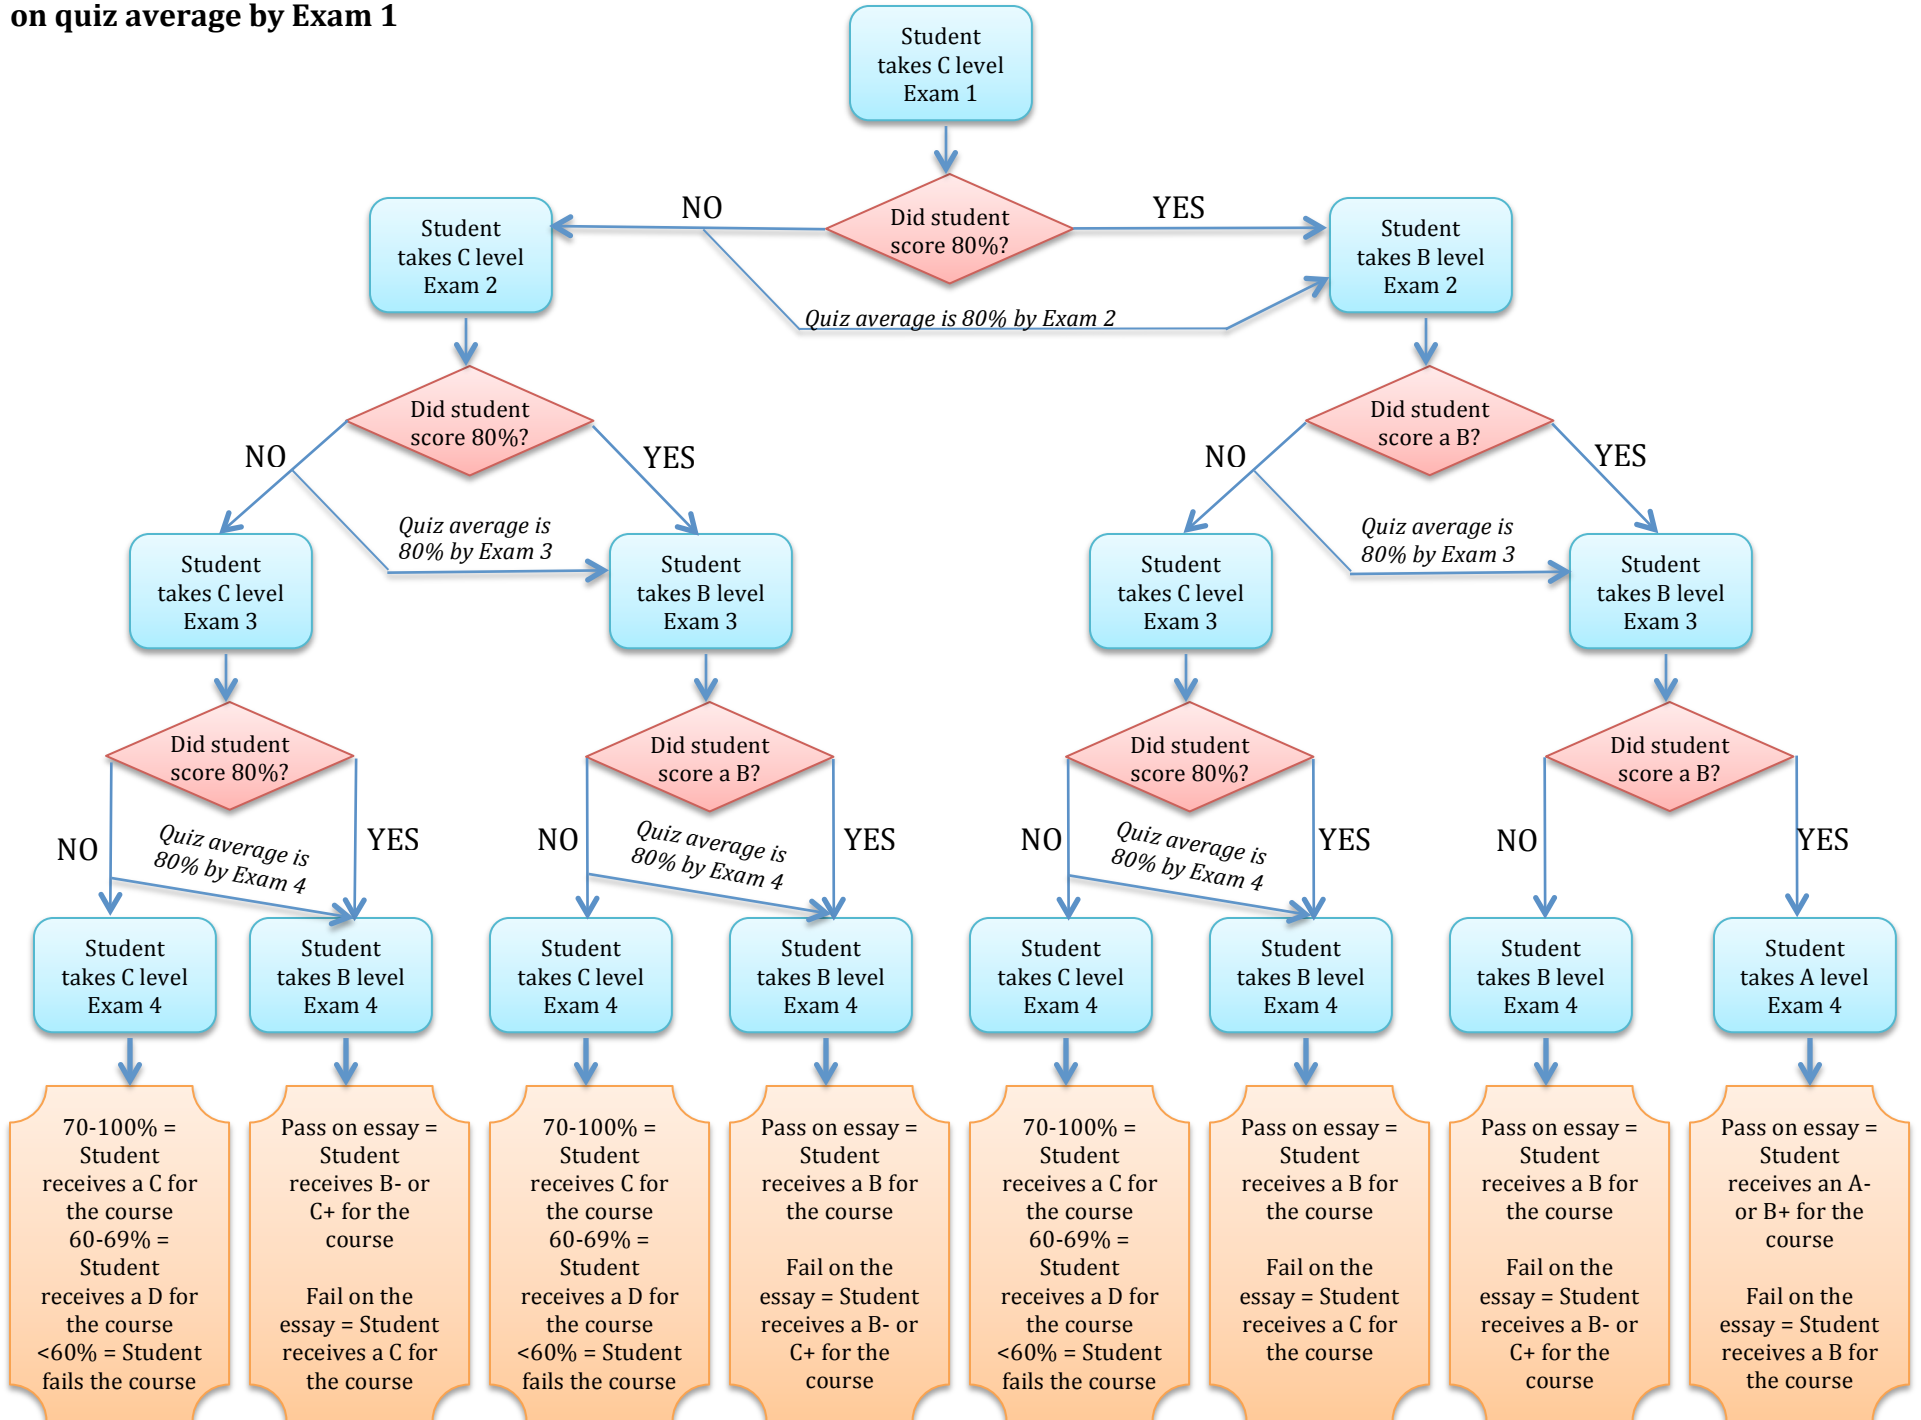 on quiz average by Exam 1
Student
takes C level
Exam 1
NO
Did student
score 80%?
YES
Student
takes C level
Exam 2
Student
takes B level
Exam 2
Quiz average is 80% by Exam 2
Did student
score 80%?
NO
YES
Did student
score a B?
NO
YES
Quiz average is
80% by Exam 3
Quiz average is
80% by Exam 3
Student
takes C level
Exam 3
Student
takes B level
Exam 3
Student
takes C level
Exam 3
Student
takes B level
Exam 3
Did student
score 80%?
Did student
score a B?
Did student
score 80%?
Did student
score a B?
NO
Quiz average is
80% by Exam 4
YES
NO
Quiz average is
80% by Exam 4
YES
NO
Quiz average is
80% by Exam 4
YES
NO
YES
Student
takes C level
Exam 4
Student
takes B level
Exam 4
Student
takes C level
Exam 4
Student
takes B level
Exam 4
Student
takes C level
Exam 4
Student
takes B level
Exam 4
Student
takes B level
Exam 4
Student
takes A level
Exam 4
70-100% =
Student
receives a C for
the course
60-69% =
Student
receives a D for
the course
<60% = Student
fails the course
Pass on essay =
Student
receives B- or
C+ for the
course
Fail on the
essay = Student
receives a C for
the course
70-100% =
Student
receives C for
the course
60-69% =
Student
receives a D for
the course
<60% = Student
fails the course
Pass on essay =
Student
receives a B for
the course
Fail on the
essay = Student
receives a B- or
C+ for the
course
70-100% =
Student
receives a C for
the course
60-69% =
Student
receives a D for
the course
<60% = Student
fails the course
Pass on essay =
Student
receives a B for
the course
Fail on the
essay = Student
receives a C for
the course
Pass on essay =
Student
receives a B for
the course
Fail on the
essay = Student
receives a B- or
C+ for the
course
Pass on essay =
Student
receives an A-
or B+ for the
course
Fail on the
essay = Student
receives a B for
the course